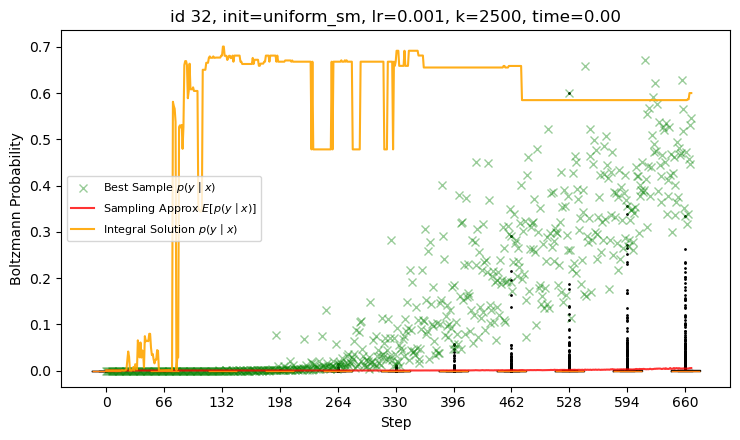 id 32, init=uniform_sm, lr=0.001, k=2500, time=0.00
Boltzmann Probability
0.7
0.6
0.5
0.4
0.3
0.2
0.1
0.0
Best Sample p(y | x)
Sampling Approx E[p(y | x)]
Integral Solution p(y | x)
0 66 132 198 264 330 396 462 528 594 660
Step